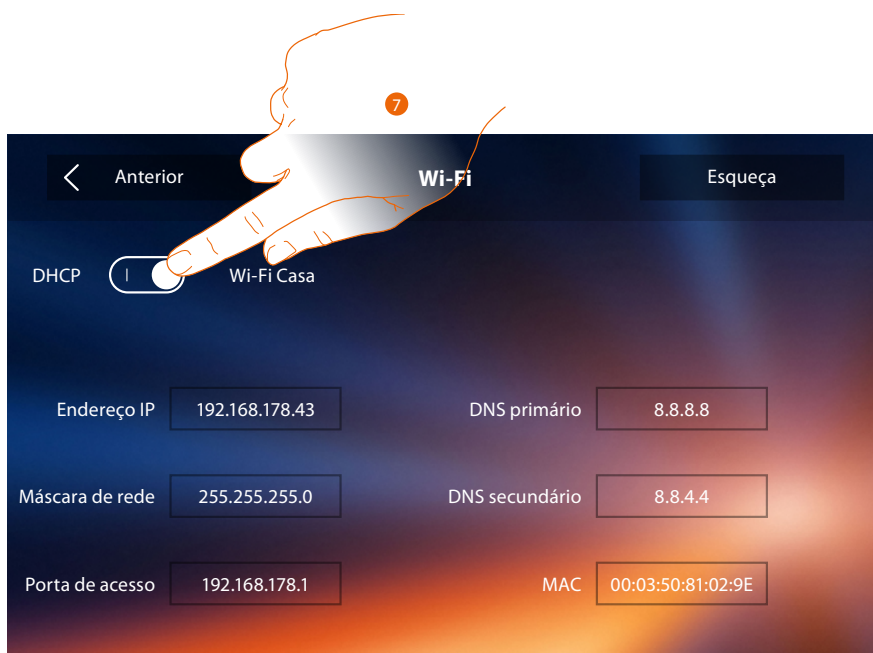 7
Anterior
Wi-Fi
Esqueça
DHCP
Wi-Fi Casa
Endereço IP
192.168.178.43
DNS primário
8.8.8.8
Máscara de rede
255.255.255.0
DNS secundário
8.8.4.4
Porta de acesso
192.168.178.1
MAC
00:03:50:81:02:9E